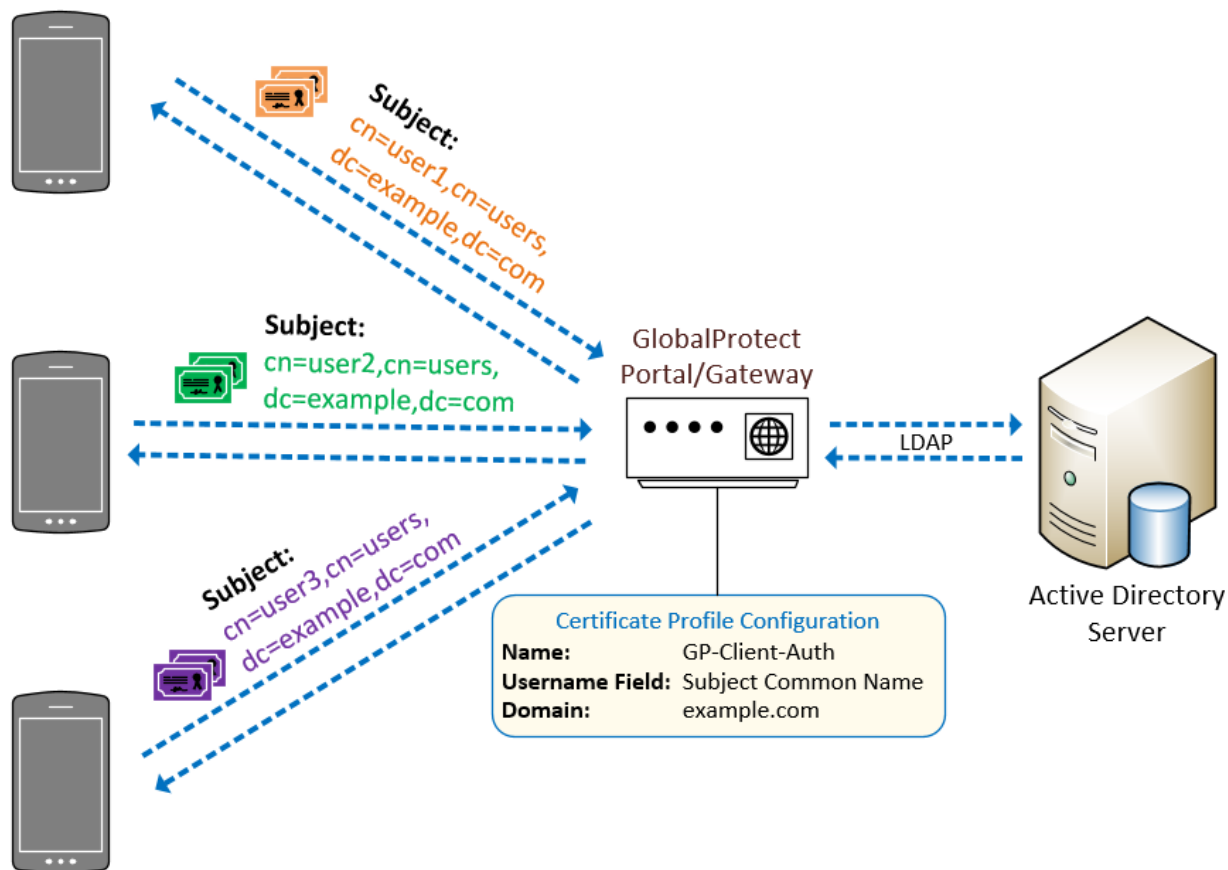 Subject:
cn=user1,cn=users,
dc=example,dc=com
Subject:
cn=user2,cn=users,
dc=example,dc=com
Subject:
cn=user3,cn=users,
dc=example,dc=com
GlobalProtect
Portal/Gateway
LDAP
Active Directory
Server
Certificate Profile Configuration
Name: GP-Client-Auth
Username Field: Subject Common Name
Domain: example.com